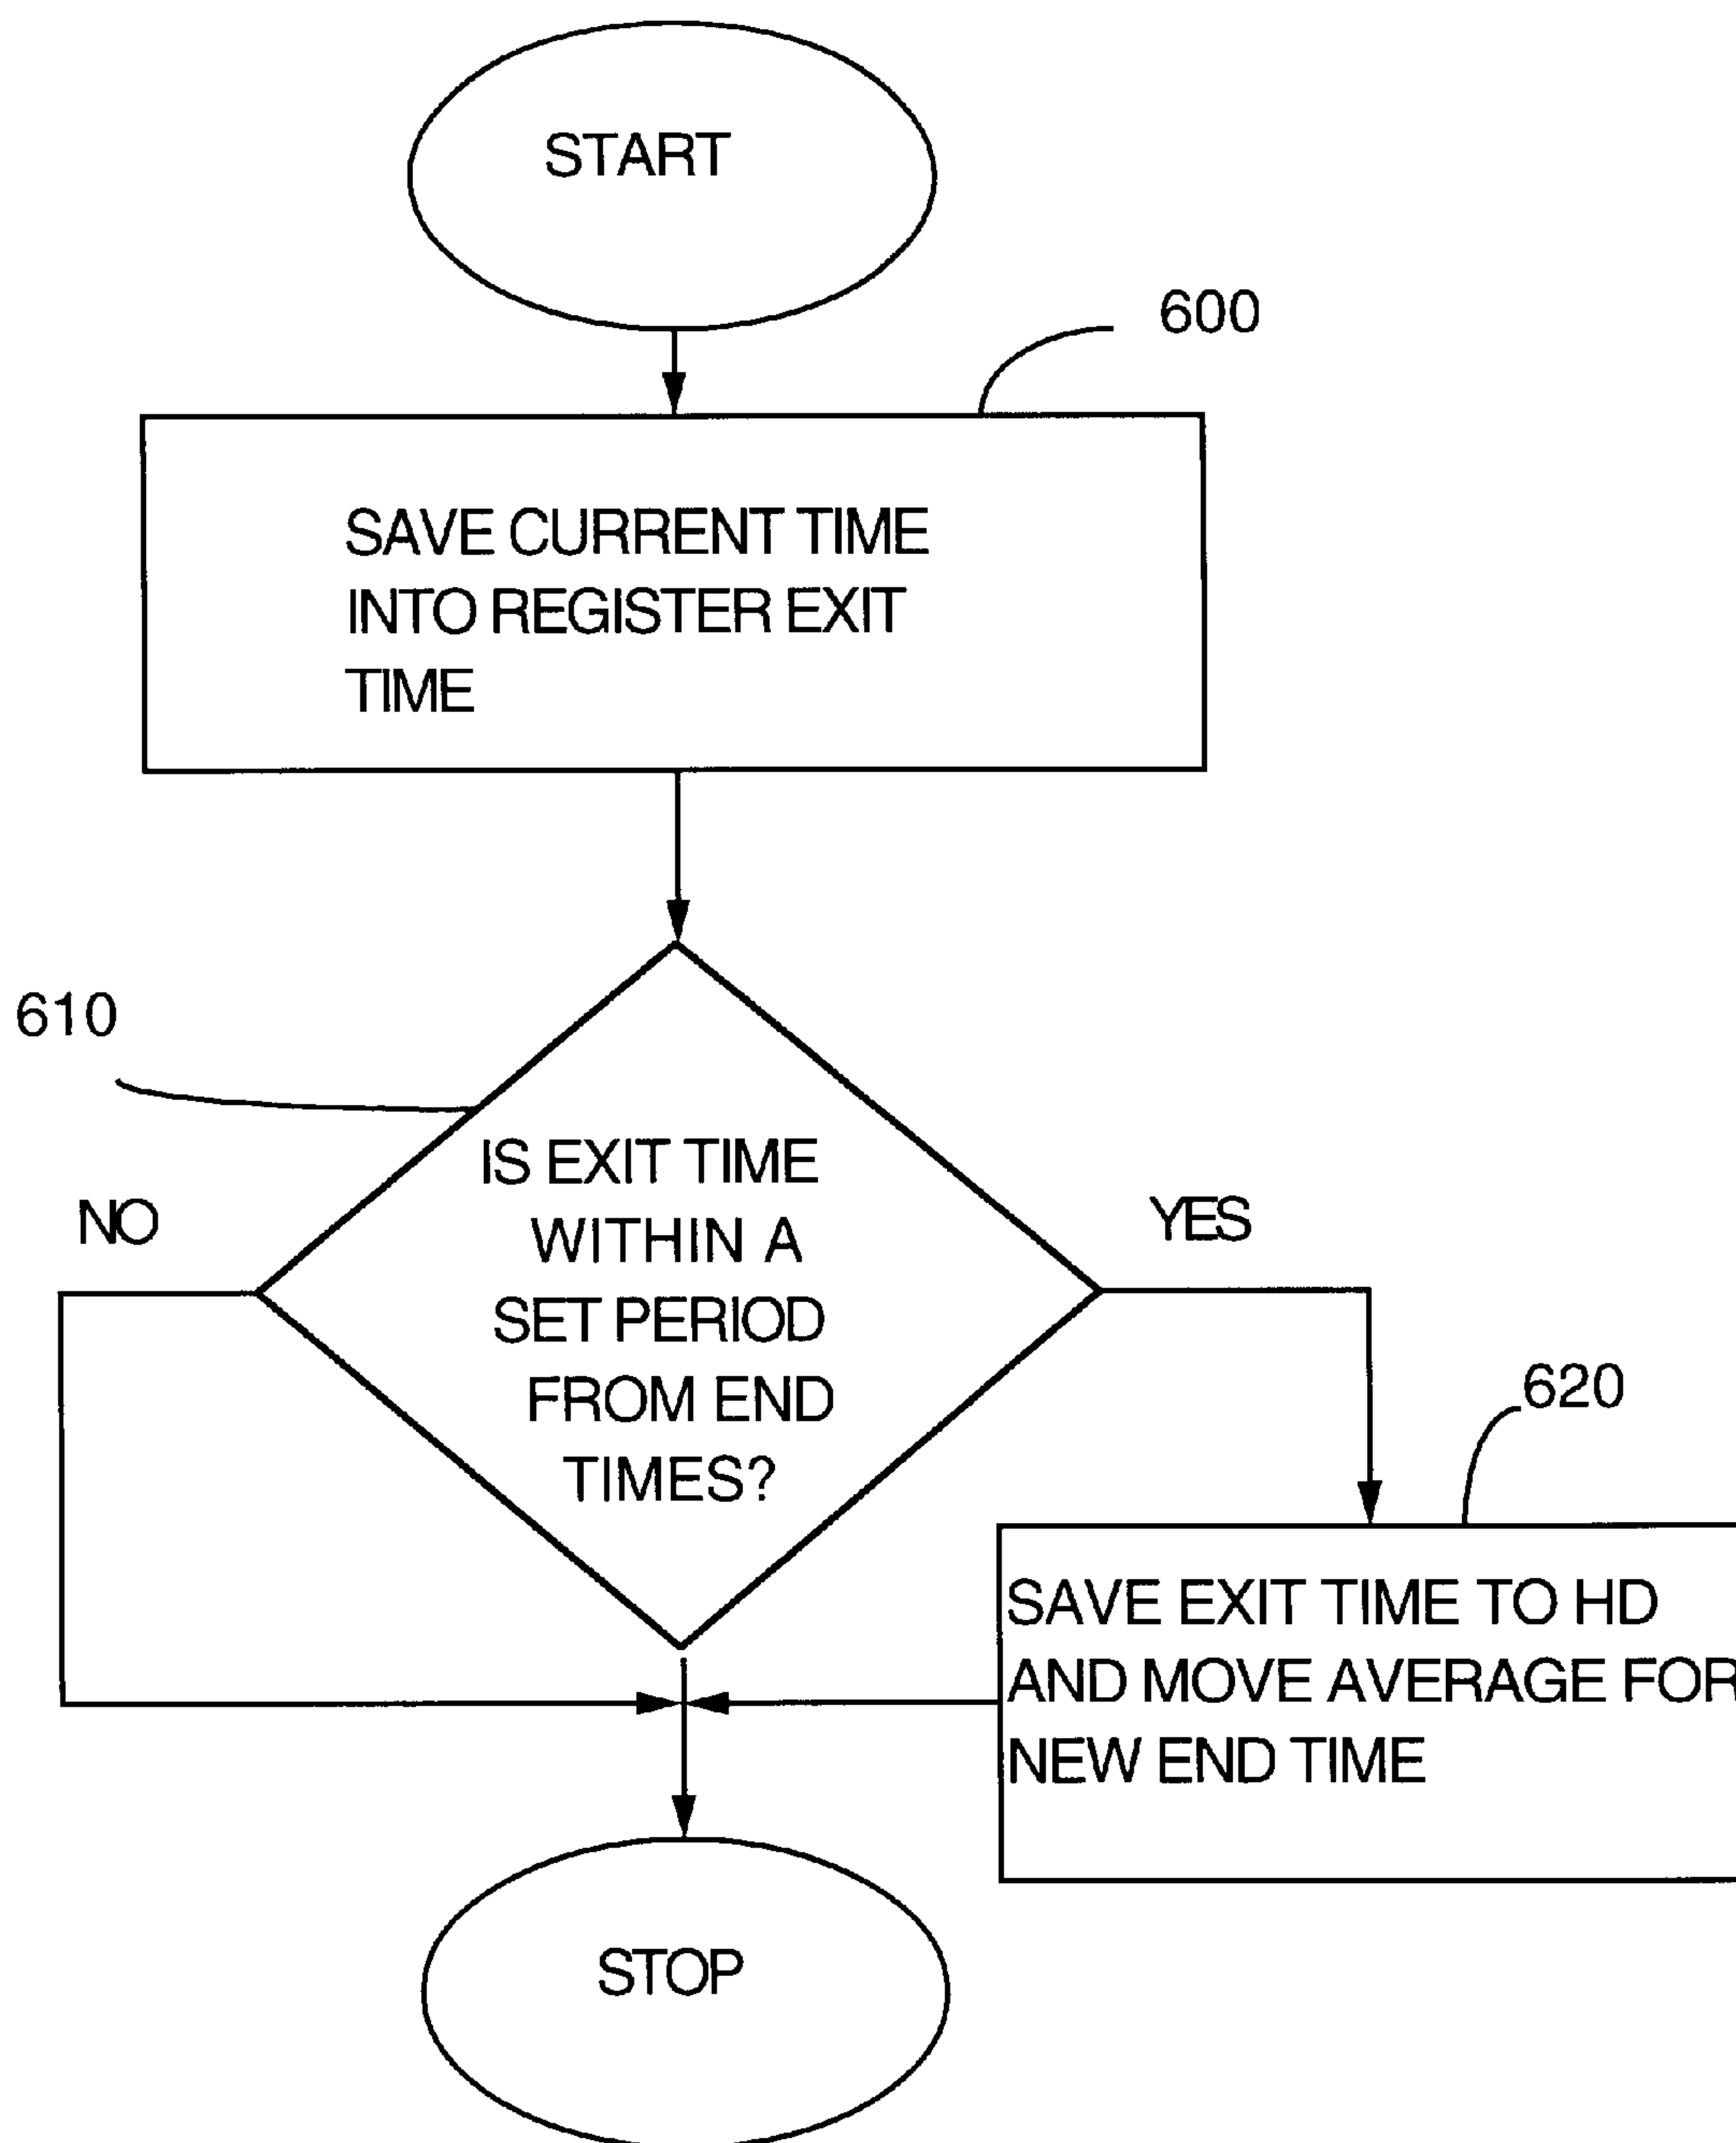 START
600
SAVE CURRENT TIME
INTO REGISTER EXIT
TIME
610
IS EXIT TIME
WITHIN A
SET PERIOD
FROM END
TIMES?
NO
YES
620
SAVE EXIT TIME TO HD
AND MOVE AVERAGE FOR
NEW END TIME
STOP